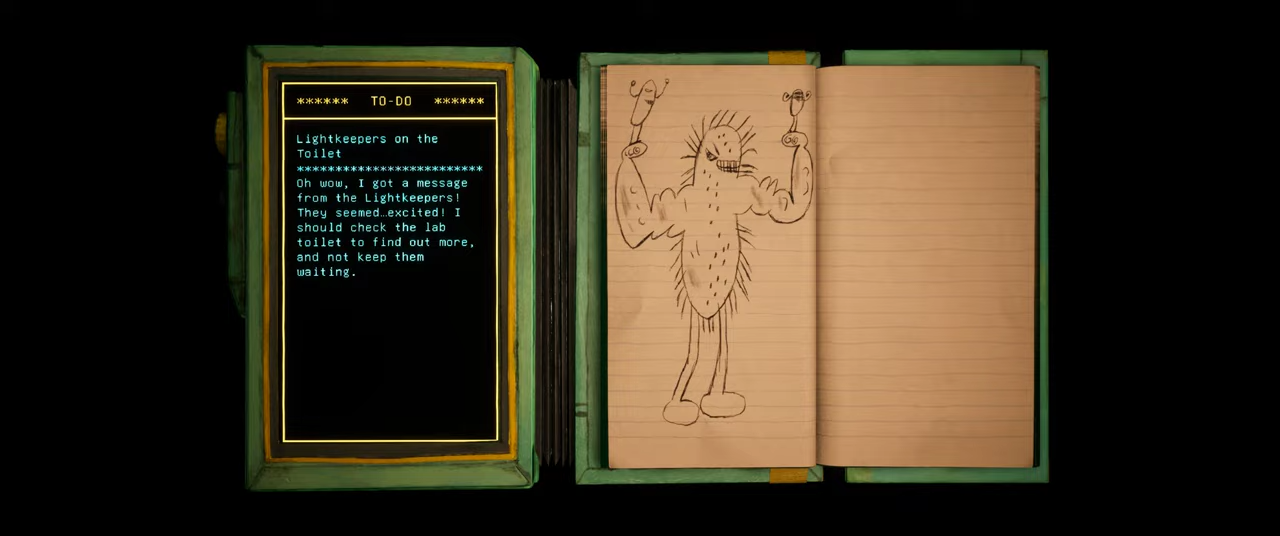 ****** TO-DO ******
Lightkeepers on the
Toilet
**************************
Oh wow, I got a message
from the Lightkeepers!
They seemed…excited! I
should check the lab
toilet to find out more,
and not keep them
waiting.